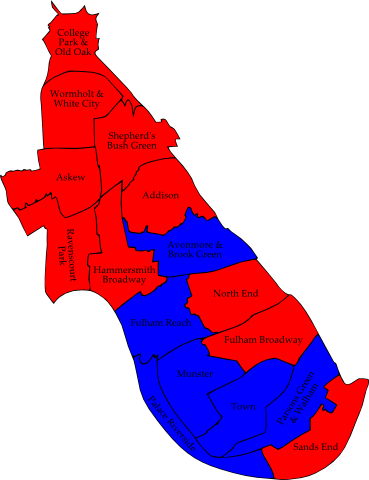 College
Park &
Old Oak
Wormholt &
White City
Shepherd's
Bush Green
Askew
Addison
Ravenscourt
Park
Avonmore &
Brook Green
Hammersmith
Broadway
North End
Fulham Reach
Fulham Broadway
Munster
Town
Parsons Green
& Walham
Palace Riverside
Sands End